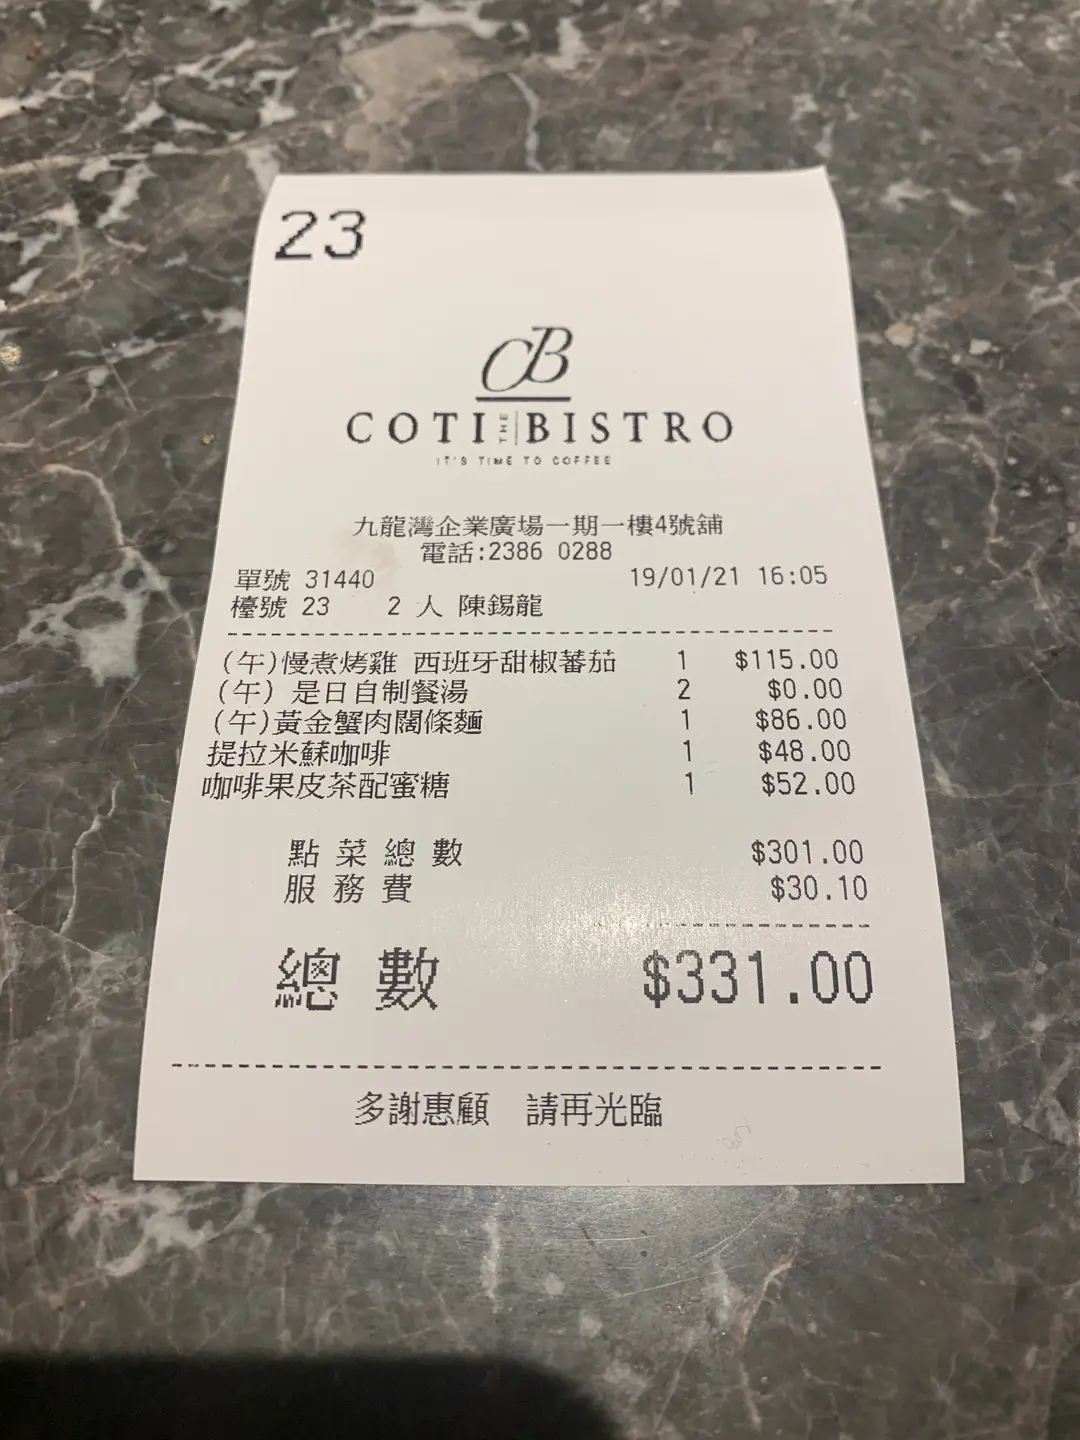 23
CB
COTI THE BISTRO
IT'S TIME TO COFFEE
九龍灣企業廣場一期一樓4號舖
電話:2386 0288
單號 31440 19/01/21 16:05
檯號 23 2 人 陳錫龍
(午)慢煮烤雞 西班牙甜椒蕃茄 1 $115.00
(午) 是日自制餐湯 2 $0.00
(午)黃金蟹肉闊條麵 1 $86.00
提拉米蘇咖啡 1 $48.00
咖啡果皮茶配蜜糖 1 $52.00
點菜總數 $301.00
服務費 $30.10
總數 $331.00
多謝惠顧 請再光臨